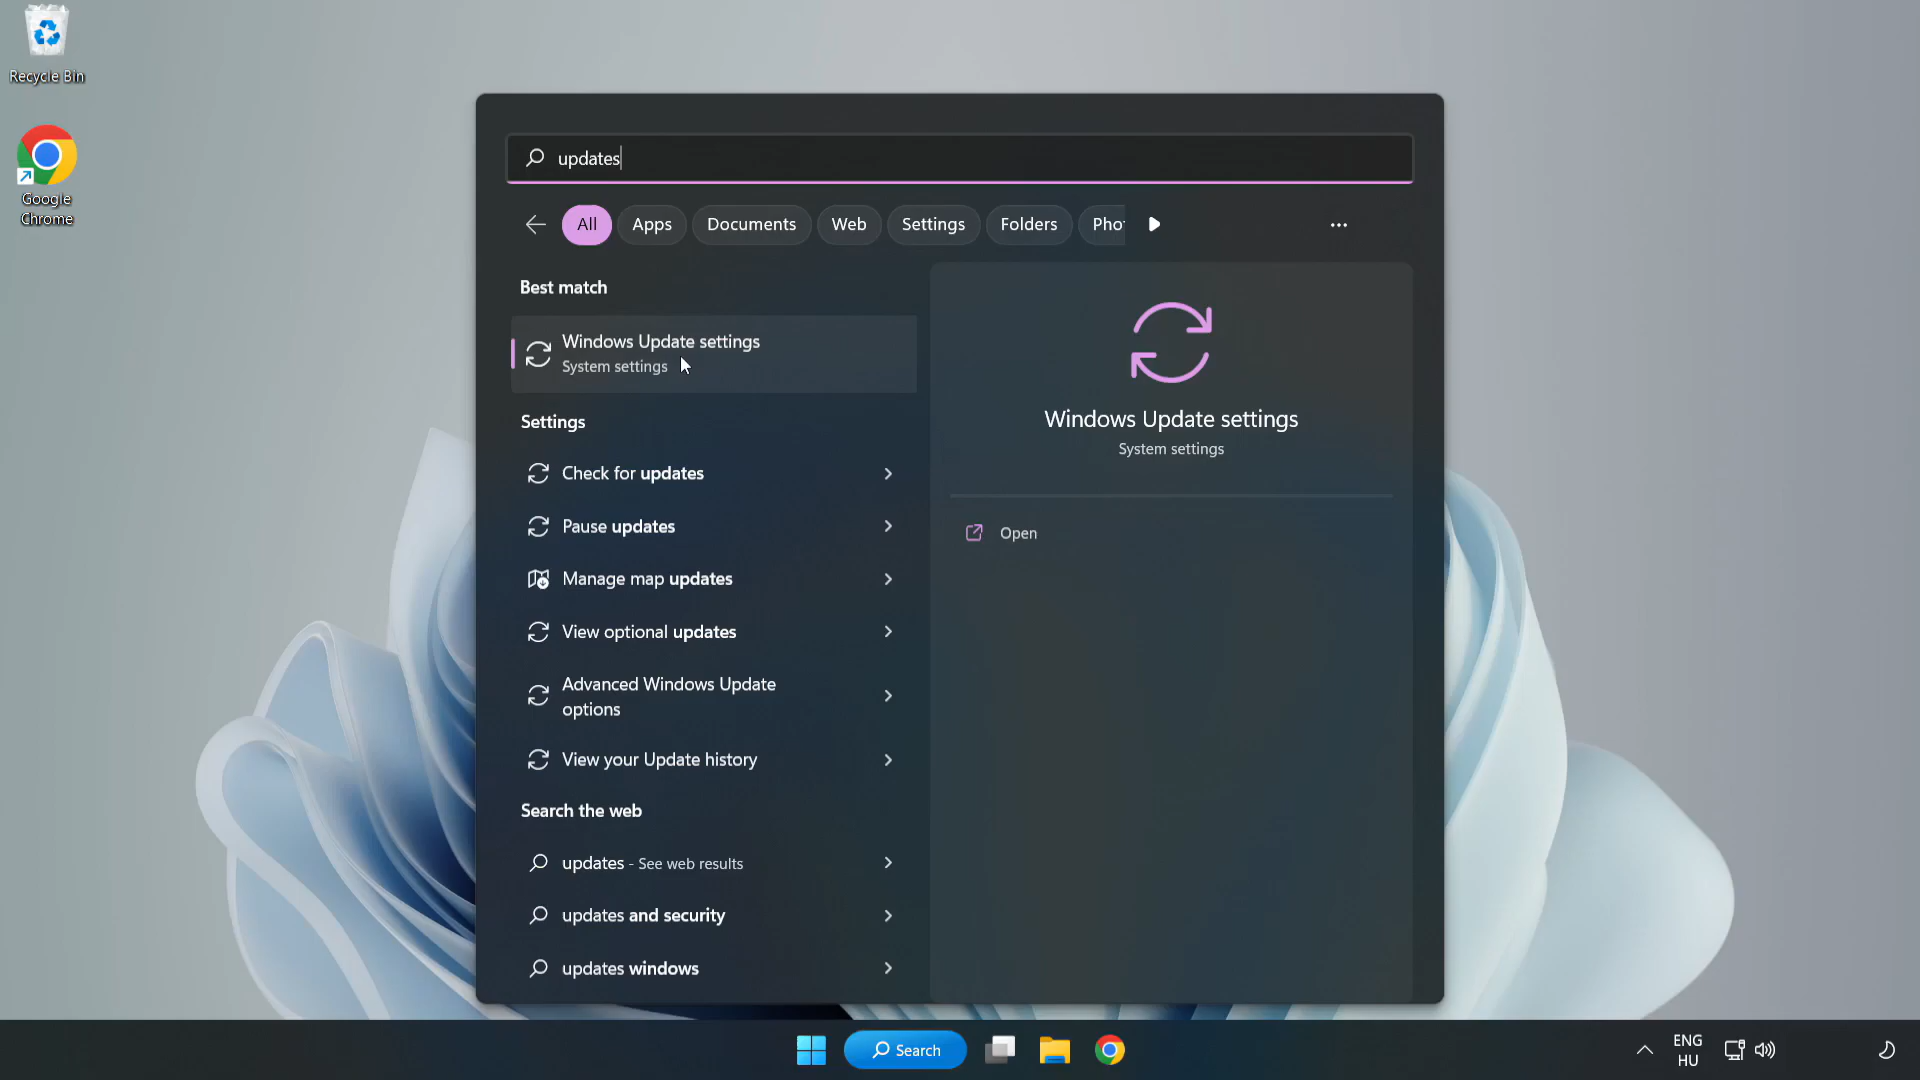 Recycle Bin
Google
Chrome
updates
All
Apps
Documents
Web
Settings
Folders
Best match
Windows Update settings
System settings
Settings
Check for updates
Pause updates
Manage map updates
View optional updates
Advanced Windows Update
options
View your Update history
Search the web
updates - See web results
updates and security
updates windows
Windows Update settings
System settings
Open
Search
ENG
HU